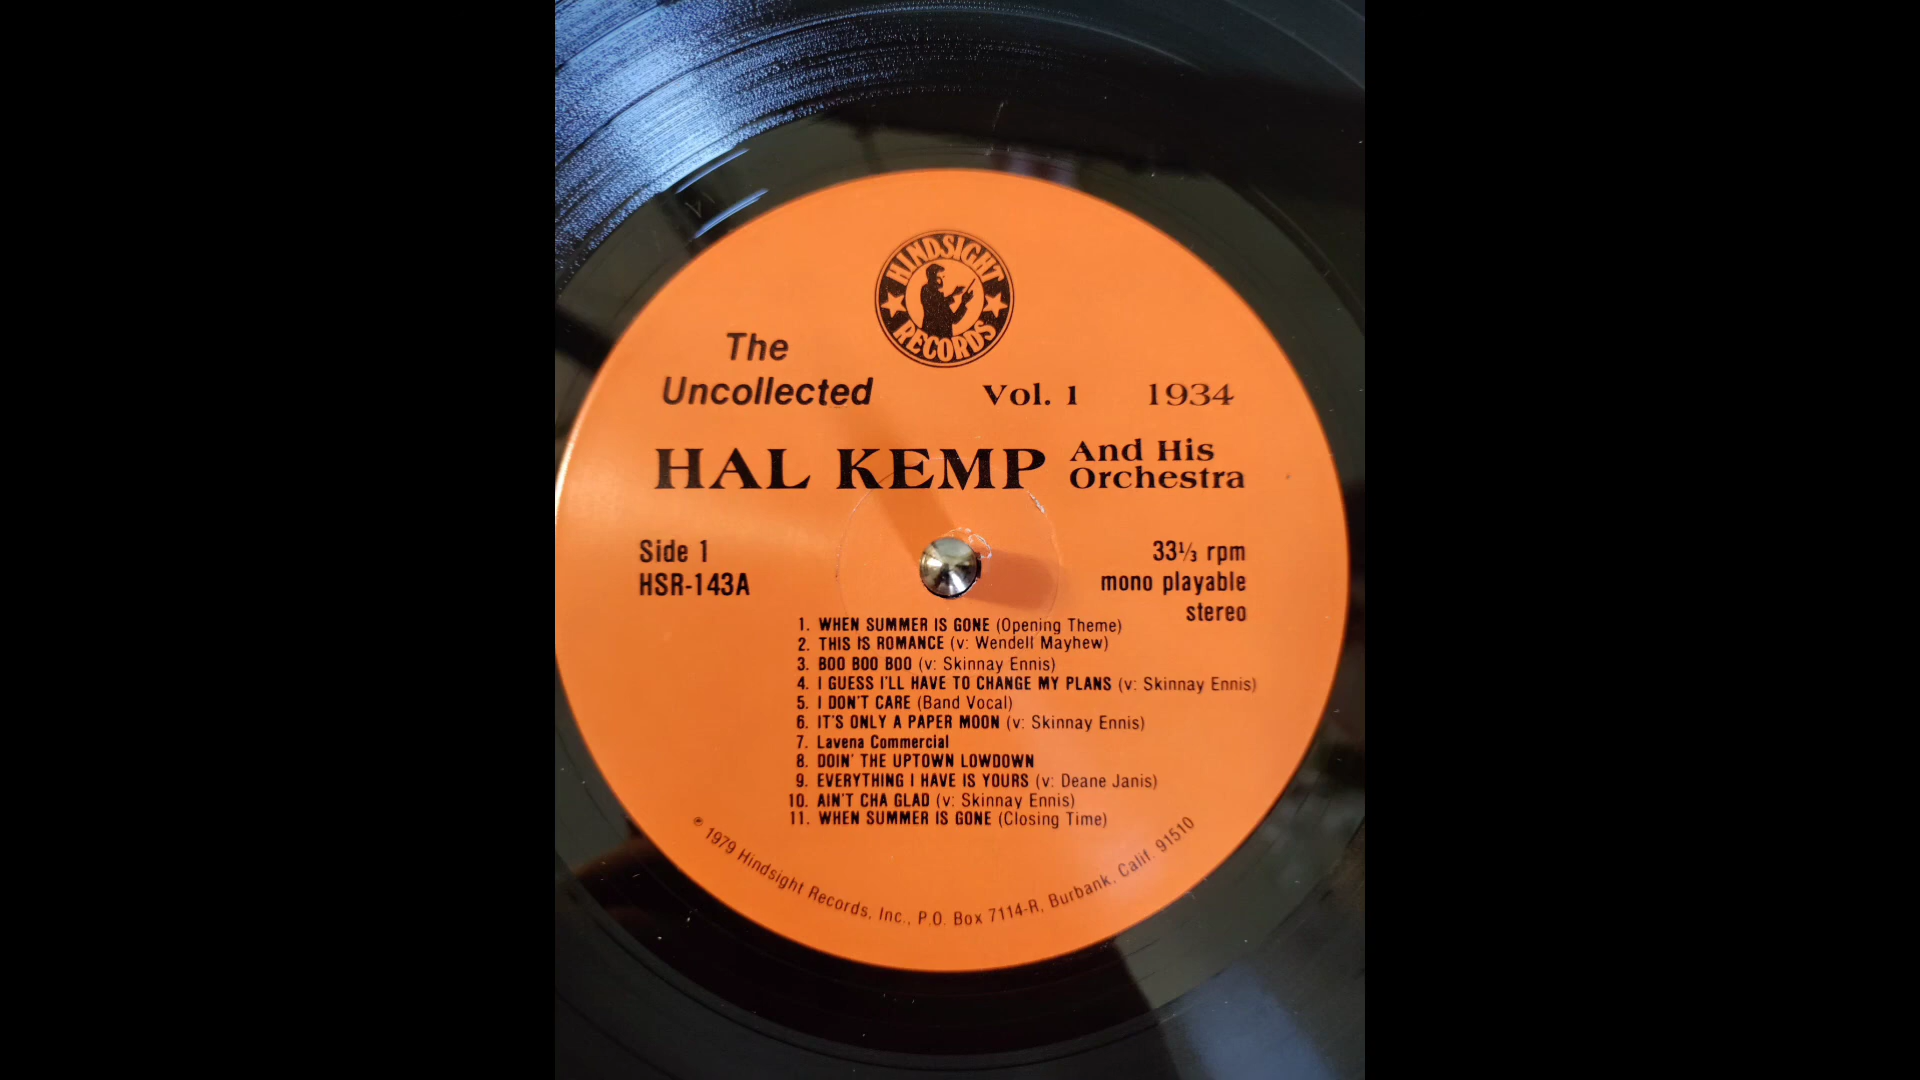 HINDSIGHT
RECORDS
The
Uncollected
Vol. 1 1934
HAL KEMP And His
Orchestra
Side 1
HSR-143A
33⅓ rpm
mono playable
stereo
1. WHEN SUMMER IS GONE (Opening Theme)
2. THIS IS ROMANCE (v: Wendell Mayhew)
3. BOO BOO BOO (v: Skinnay Ennis)
4. I GUESS I'LL HAVE TO CHANGE MY PLANS (v: Skinnay Ennis)
5. I DON'T CARE (Band Vocal)
6. IT'S ONLY A PAPER MOON (v: Skinnay Ennis)
7. Lavena Commercial
8. DOIN' THE UPTOWN LOWDOWN
9. EVERYTHING I HAVE IS YOURS (v: Deane Janis)
10. AIN'T CHA GLAD (v: Skinnay Ennis)
11. WHEN SUMMER IS GONE (Closing Time)
℗ 1979 Hindsight Records, Inc., P.O. Box 7114-R, Burbank, Calif. 91510